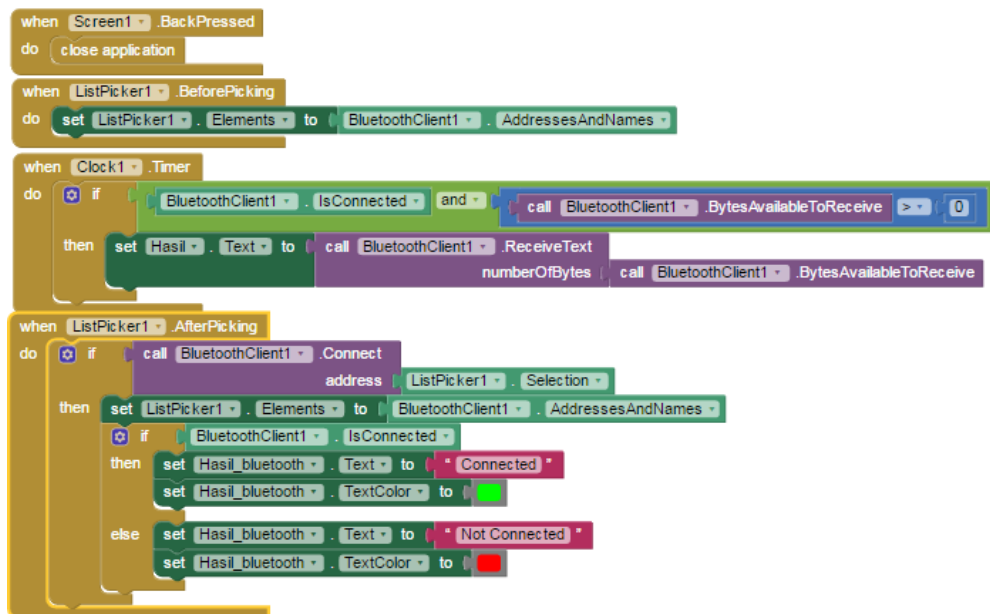 when Screen1 .BackPressed
do close application
when ListPicker1 .BeforePicking
do set ListPicker1 . Elements to BluetoothClient1 . AddressesAndNames
when Clock1 .Timer
do if BluetoothClient1 . IsConnected and call BluetoothClient1 .BytesAvailableToReceive > 0
then set Hasil . Text to call BluetoothClient1 .ReceiveText
numberOfBytes call BluetoothClient1 .BytesAvailableToReceive
when ListPicker1 .AfterPicking
do if call BluetoothClient1 .Connect
address ListPicker1 . Selection
then set ListPicker1 . Elements to BluetoothClient1 . AddressesAndNames
if BluetoothClient1 . IsConnected
then set Hasil_bluetooth . Text to " Connected "
set Hasil_bluetooth . TextColor to
else set Hasil_bluetooth . Text to " Not Connected "
set Hasil_bluetooth . TextColor to